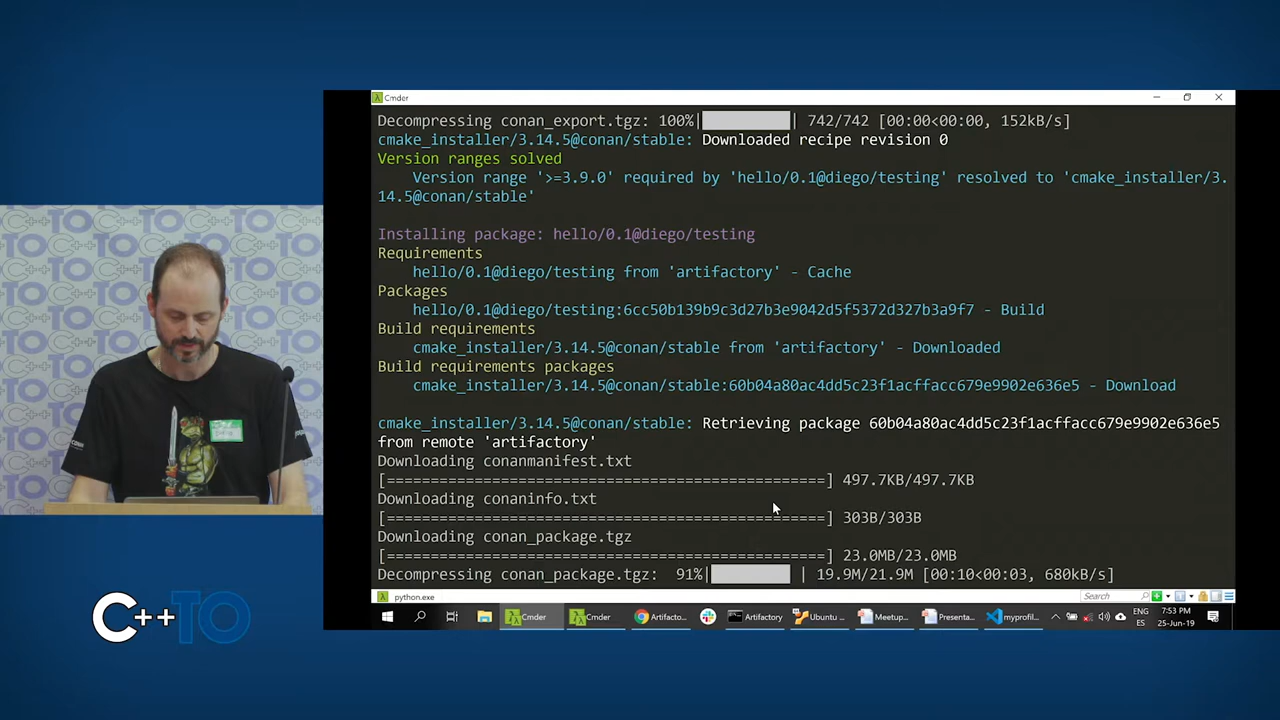 Cmder
Decompressing conan_export.tgz: 100%| | 742/742 [00:00<00:00, 152kB/s]
cmake_installer/3.14.5@conan/stable: Downloaded recipe revision 0
Version ranges solved
Version range '>=3.9.0' required by 'hello/0.1@diego/testing' resolved to 'cmake_installer/3.
14.5@conan/stable'
Installing package: hello/0.1@diego/testing
Requirements
hello/0.1@diego/testing from 'artifactory' - Cache
Packages
hello/0.1@diego/testing:6cc50b139b9c3d27b3e9042d5f5372d327b3a9f7 - Build
Build requirements
cmake_installer/3.14.5@conan/stable from 'artifactory' - Downloaded
Build requirements packages
cmake_installer/3.14.5@conan/stable:60b04a80ac4dd5c23f1acffacc679e9902e636e5 - Download
cmake_installer/3.14.5@conan/stable: Retrieving package 60b04a80ac4dd5c23f1acffacc679e9902e636e5
from remote 'artifactory'
Downloading conanmanifest.txt
[==================================================] 497.7KB/497.7KB
Downloading conaninfo.txt
[==================================================] 303B/303B
Downloading conan_package.tgz
[==================================================] 23.0MB/23.0MB
Decompressing conan_package.tgz: 91%| | 19.9M/21.9M [00:10<00:03, 680kB/s]
python.exe
Search
Cmder
Cmder
Artifacto...
Artifactory
Ubuntu ...
Meetup...
Presenta...
myprofil...
ENG
ES
7:53 PM
25-Jun-19
C++TO